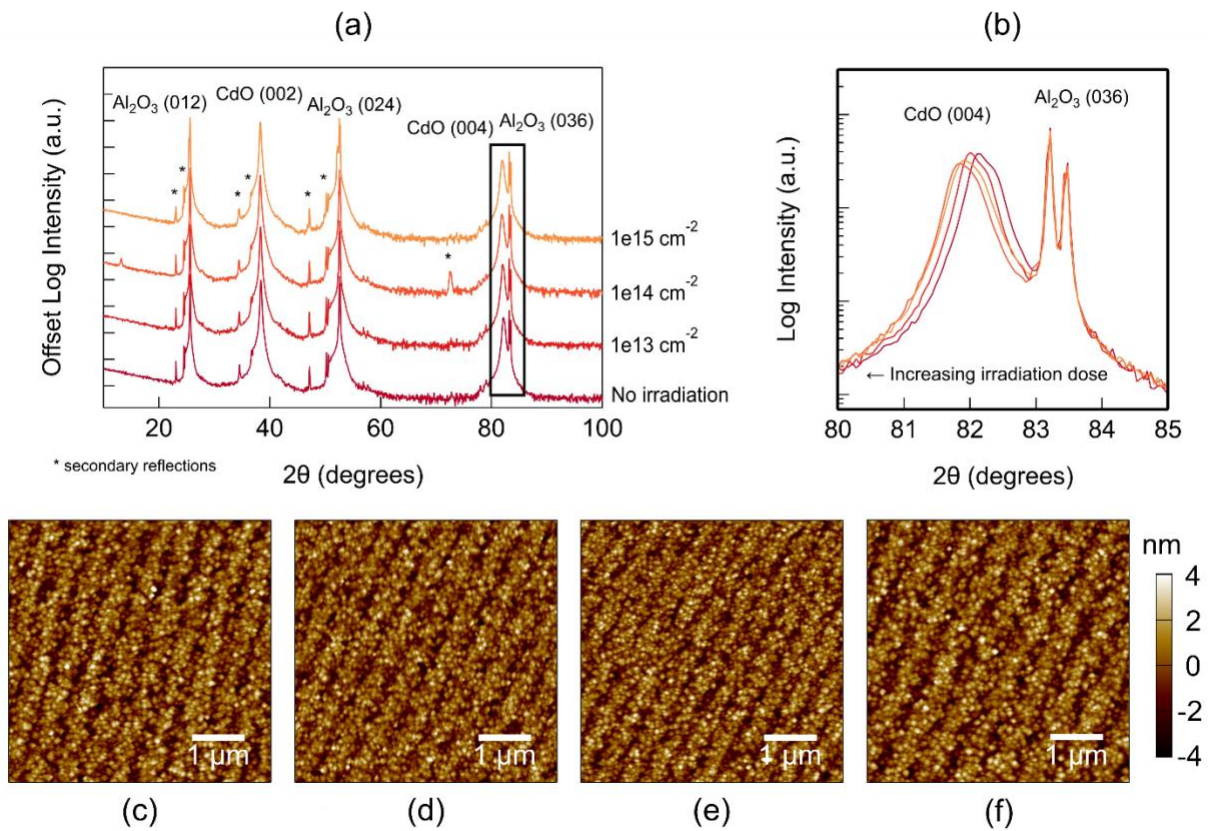 (a)
Offset Log Intensity (a.u.)
Al₂O₃ (012)
CdO (002)
Al₂O₃ (024)
CdO (004)
Al₂O₃ (036)
*
*
*
*
*
*
*
1e15 cm⁻²
1e14 cm⁻²
1e13 cm⁻²
No irradiation
20
40
60
80
100
2θ (degrees)
* secondary reflections
(b)
Log Intensity (a.u.)
CdO (004)
Al₂O₃ (036)
← Increasing irradiation dose
80
81
82
83
84
85
2θ (degrees)
1 μm
1 μm
1 μm
1 μm
nm
4
2
0
-2
-4
(c)
(d)
(e)
(f)